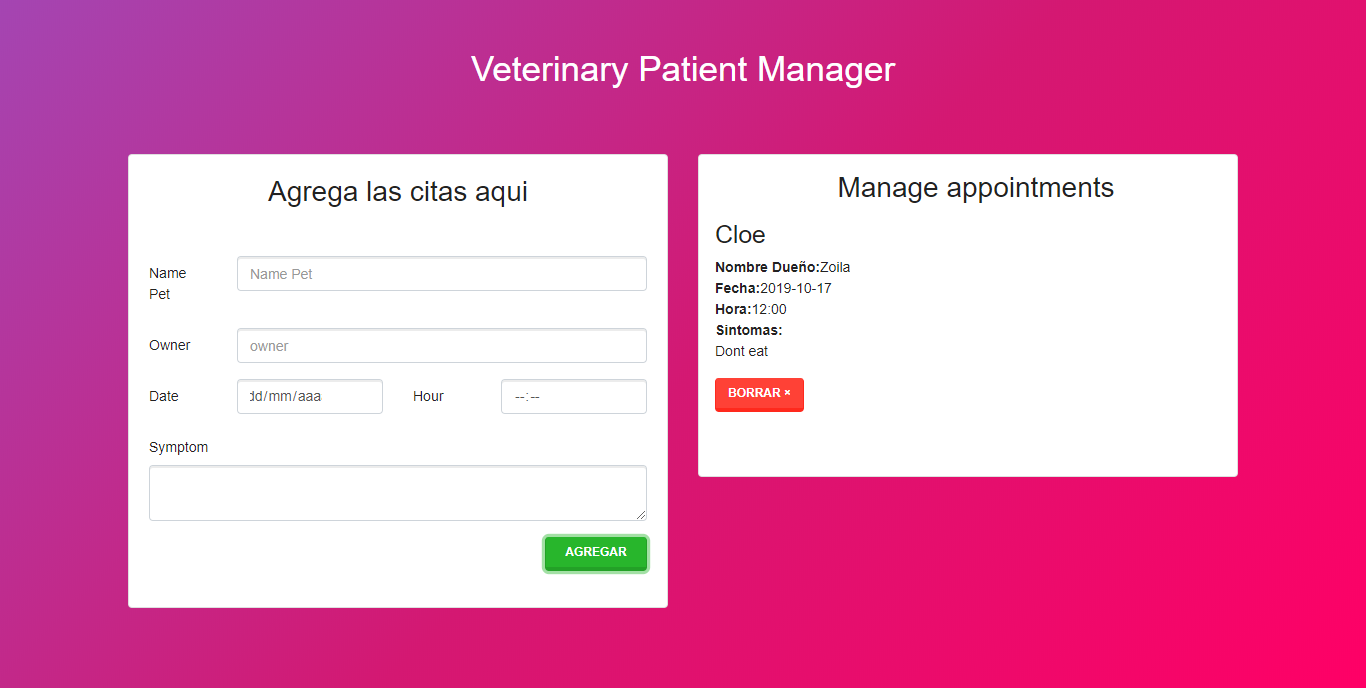 Veterinary Patient Manager
Agrega las citas aqui
Name
Pet
Name Pet
Owner
owner
Date
dd/mm/aaa
Hour
--:--
Symptom
AGREGAR
Manage appointments
Cloe
Nombre Dueño:Zoila
Fecha:2019-10-17
Hora:12:00
Sintomas:
Dont eat
BORRAR ×